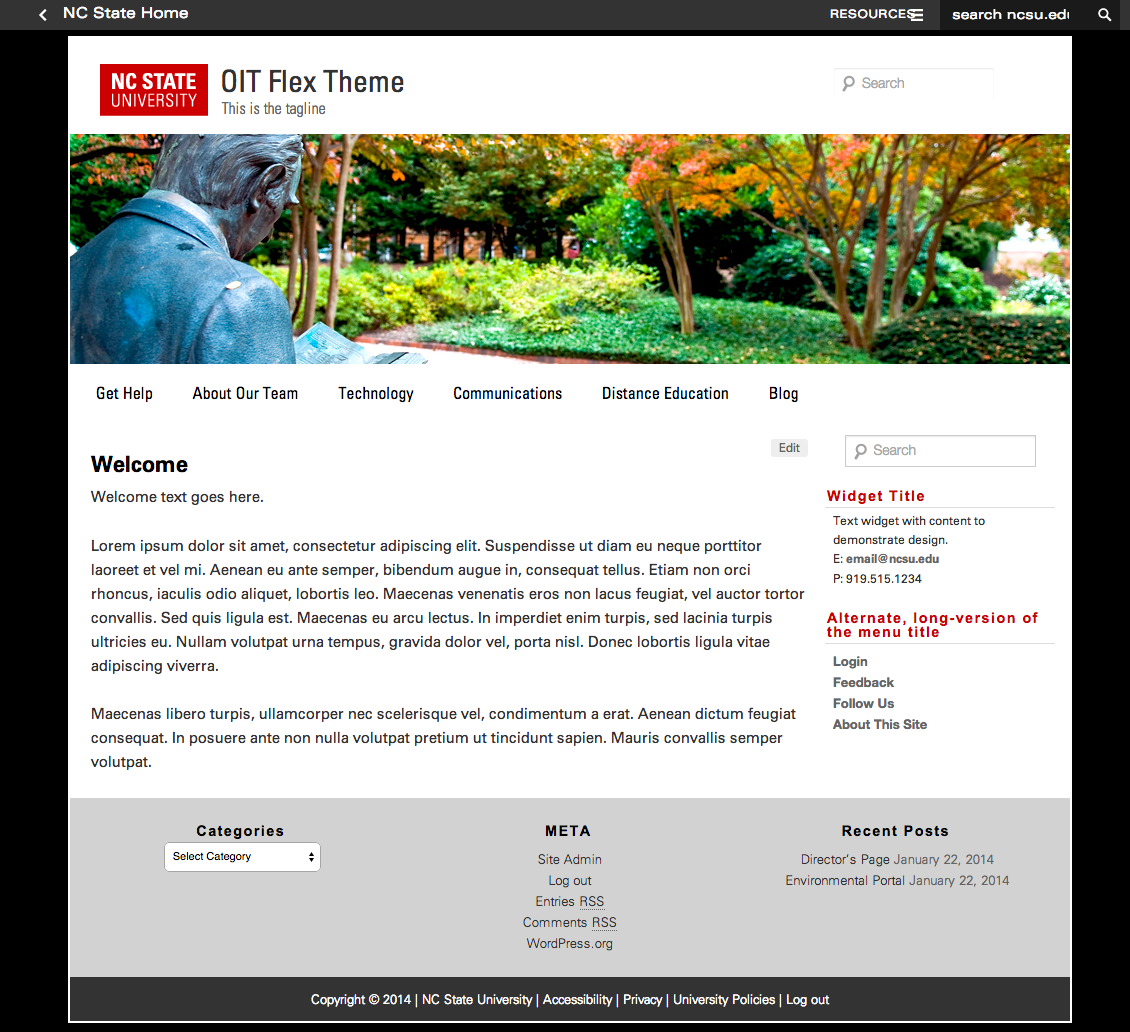 NC State Home
RESOURCES
search ncsu.edu
NC STATE
UNIVERSITY
OIT Flex Theme
This is the tagline
Search
Get Help
About Our Team
Technology
Communications
Distance Education
Blog
Edit
Search
Welcome
Welcome text goes here.
Lorem ipsum dolor sit amet, consectetur adipiscing elit. Suspendisse ut diam eu neque porttitor
laoreet et vel mi. Aenean eu ante semper, bibendum augue in, consequat tellus. Etiam non orci
rhoncus, iaculis odio aliquet, lobortis leo. Maecenas venenatis eros non lacus feugiat, vel auctor tortor
convallis. Sed quis ligula est. Maecenas eu arcu lectus. In imperdiet enim turpis, sed lacinia turpis
ultricies eu. Nullam volutpat urna tempus, gravida dolor vel, porta nisl. Donec lobortis ligula vitae
adipiscing viverra.
Maecenas libero turpis, ullamcorper nec scelerisque vel, condimentum a erat. Aenean dictum feugiat
consequat. In posuere ante non nulla volutpat pretium ut tincidunt sapien. Mauris convallis semper
volutpat.
Widget Title
Text widget with content to
demonstrate design.
E: email@ncsu.edu
P: 919.515.1234
Alternate, long-version of
the menu title
Login
Feedback
Follow Us
About This Site
Categories
Select Category
META
Site Admin
Log out
Entries RSS
Comments RSS
WordPress.org
Recent Posts
Director's Page January 22, 2014
Environmental Portal January 22, 2014
Copyright © 2014 | NC State University | Accessibility | Privacy | University Policies | Log out